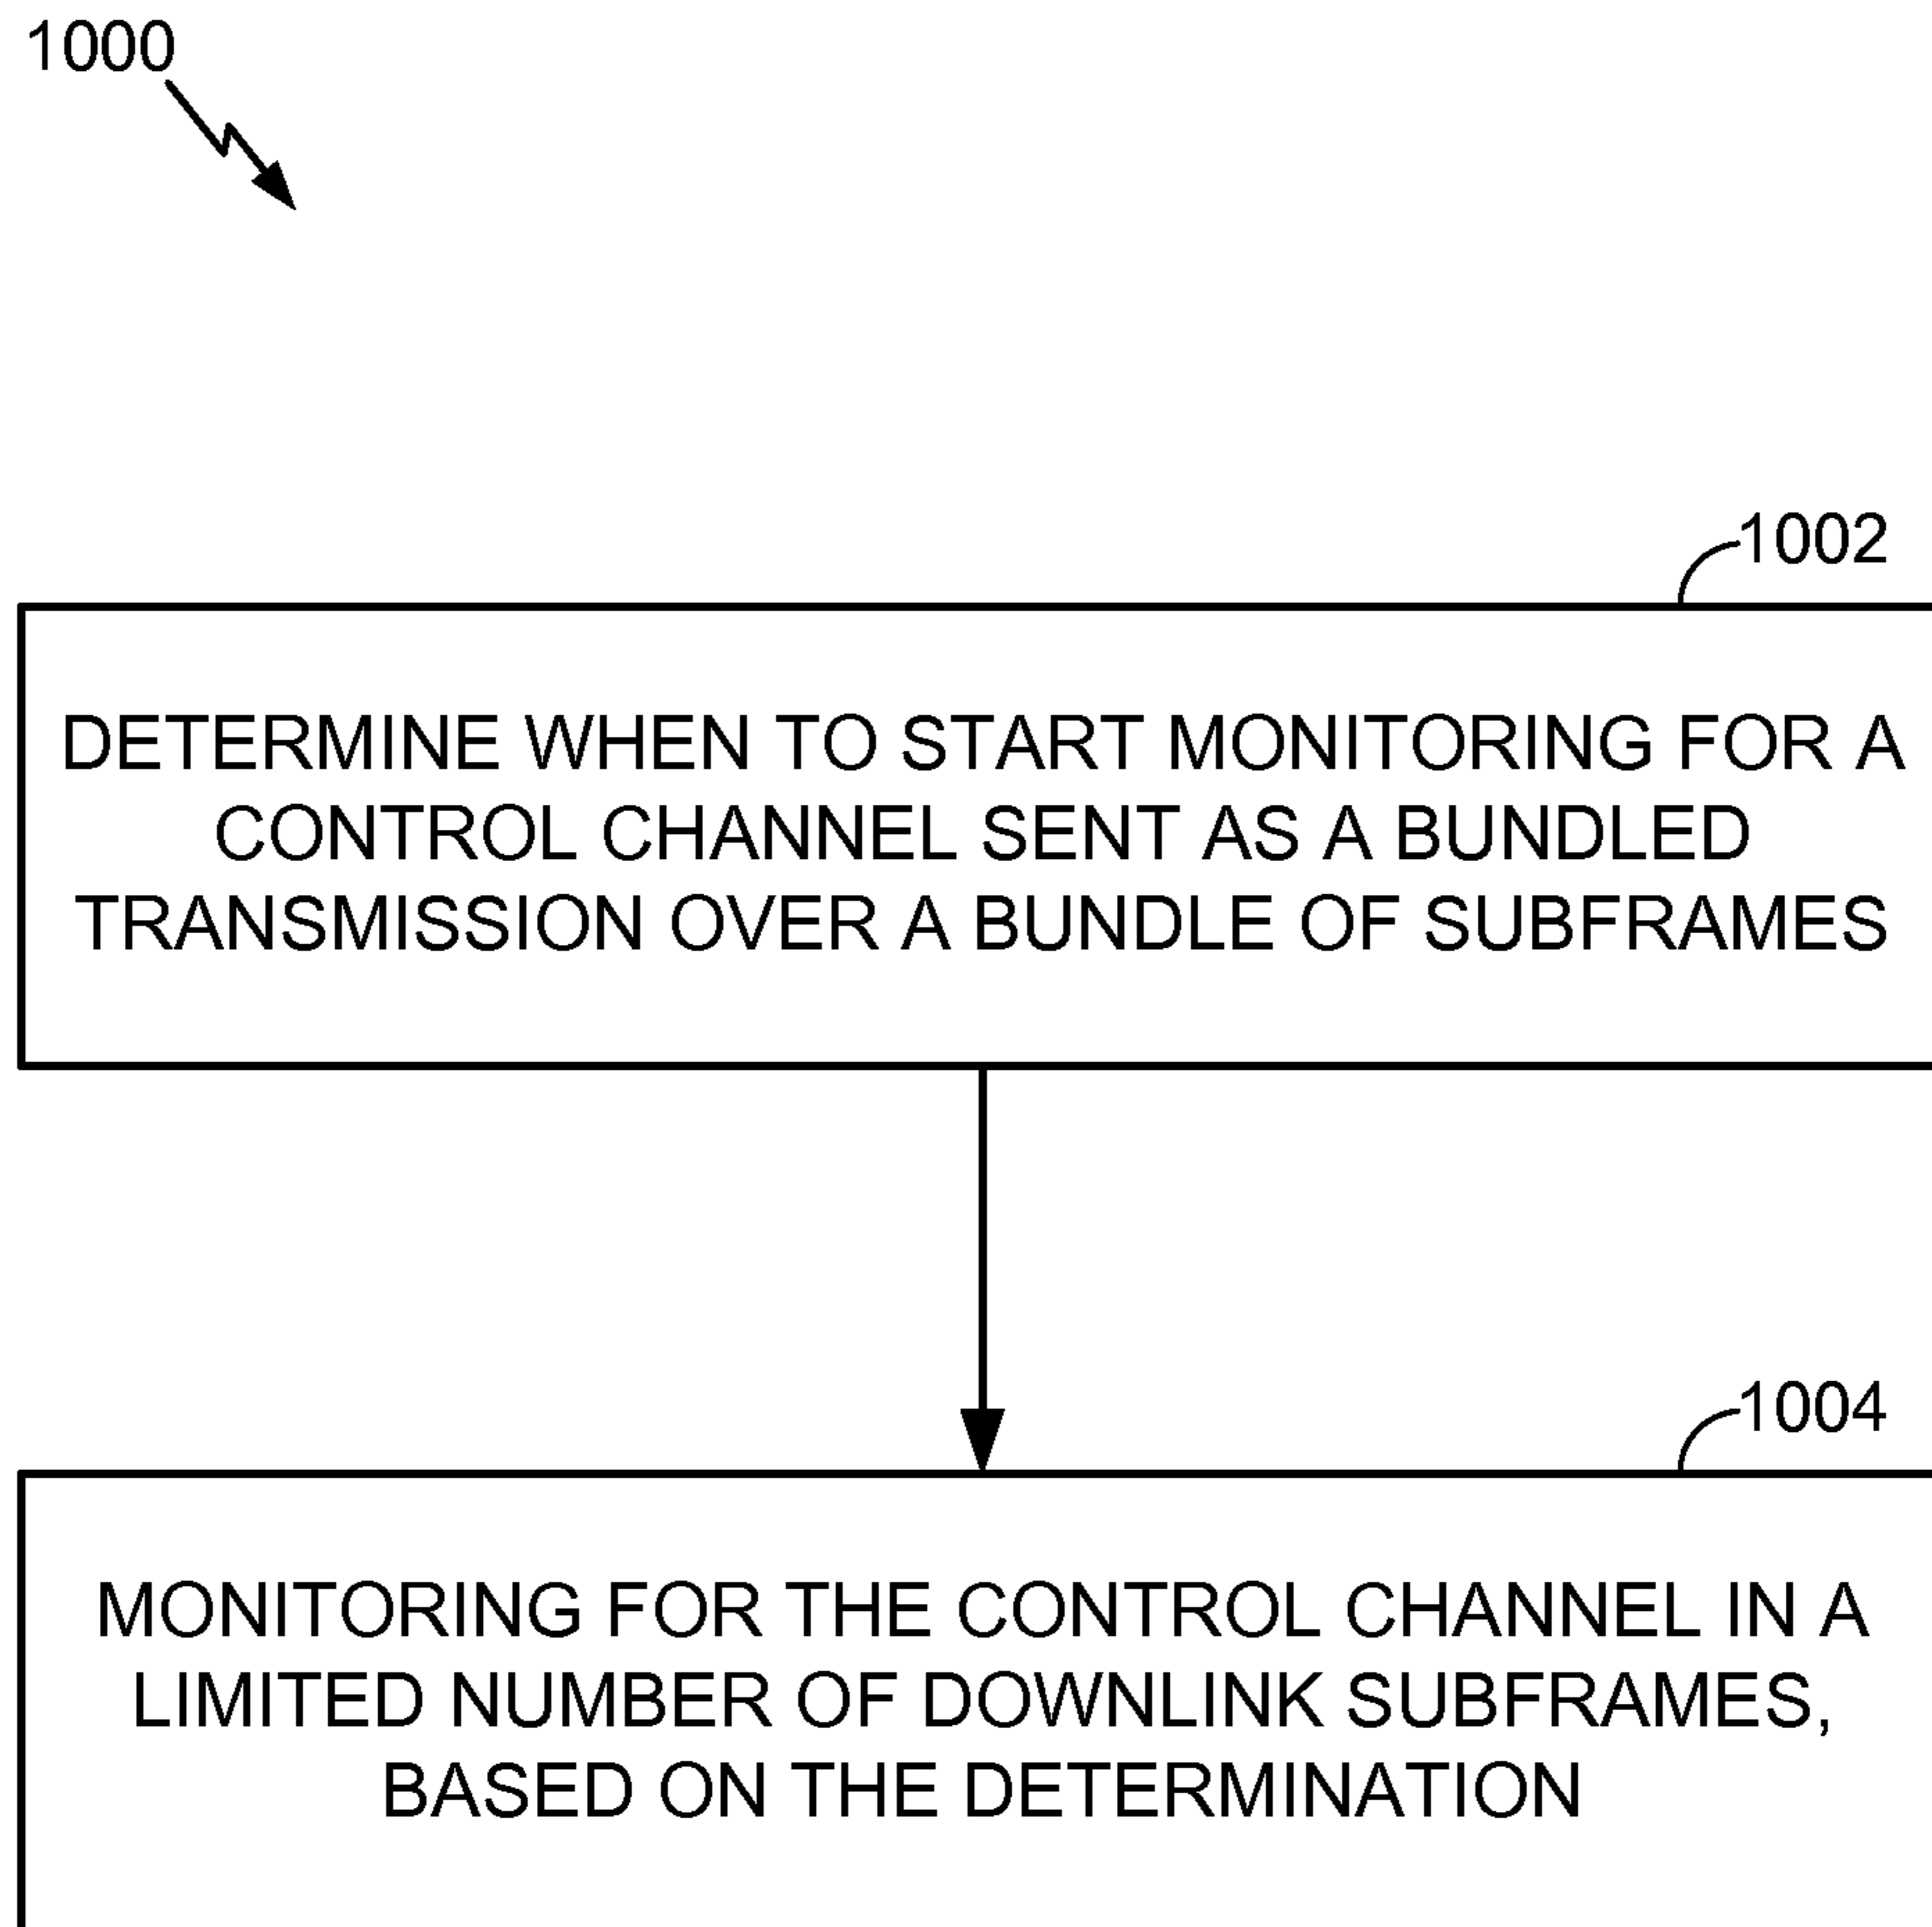 1000
1002
DETERMINE WHEN TO START MONITORING FOR A
CONTROL CHANNEL SENT AS A BUNDLED
TRANSMISSION OVER A BUNDLE OF SUBFRAMES
1004
MONITORING FOR THE CONTROL CHANNEL IN A
LIMITED NUMBER OF DOWNLINK SUBFRAMES,
BASED ON THE DETERMINATION